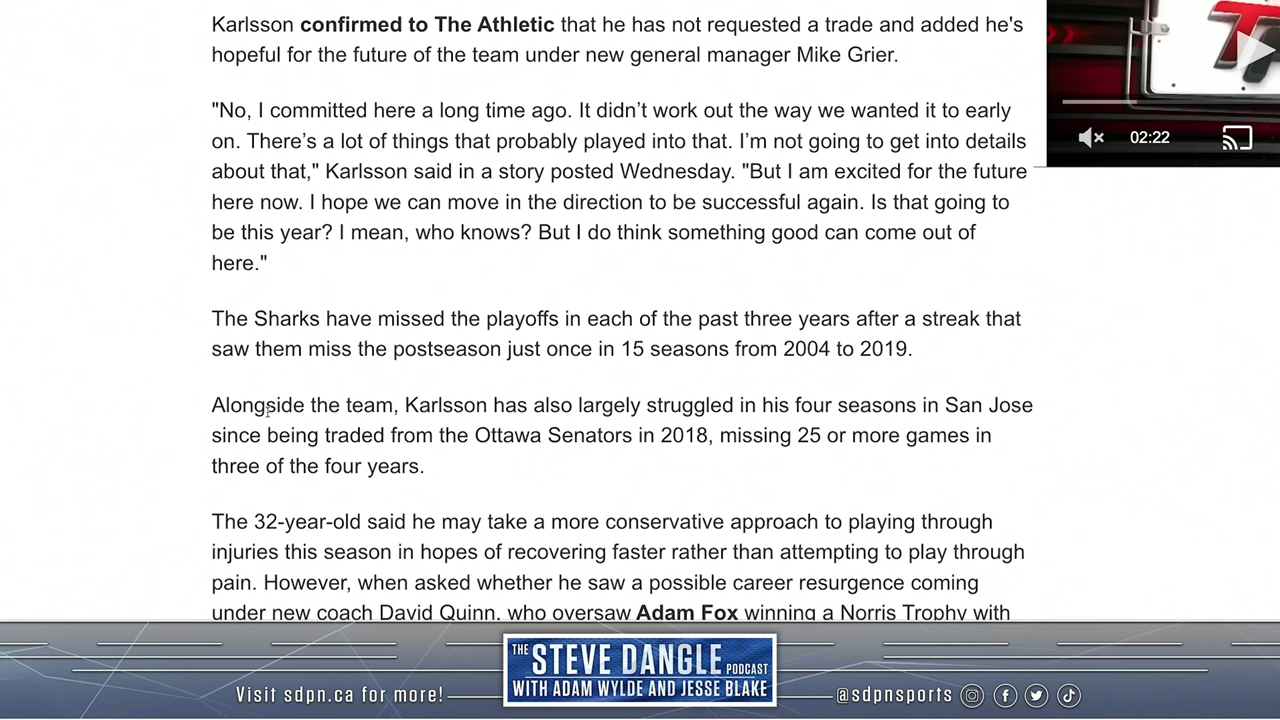 Karlsson confirmed to The Athletic that he has not requested a trade and added he's
hopeful for the future of the team under new general manager Mike Grier.
"No, I committed here a long time ago. It didn’t work out the way we wanted it to early
on. There’s a lot of things that probably played into that. I’m not going to get into details
about that," Karlsson said in a story posted Wednesday. "But I am excited for the future
here now. I hope we can move in the direction to be successful again. Is that going to
be this year? I mean, who knows? But I do think something good can come out of
here."
The Sharks have missed the playoffs in each of the past three years after a streak that
saw them miss the postseason just once in 15 seasons from 2004 to 2019.
Alongside the team, Karlsson has also largely struggled in his four seasons in San Jose
since being traded from the Ottawa Senators in 2018, missing 25 or more games in
three of the four years.
The 32-year-old said he may take a more conservative approach to playing through
injuries this season in hopes of recovering faster rather than attempting to play through
pain. However, when asked whether he saw a possible career resurgence coming
under new coach David Quinn, who oversaw Adam Fox winning a Norris Trophy with
02:22
Visit sdpn.ca for more!
THE STEVE DANGLE PODCAST
WITH ADAM WYLDE AND JESSE BLAKE
@sdpnsports